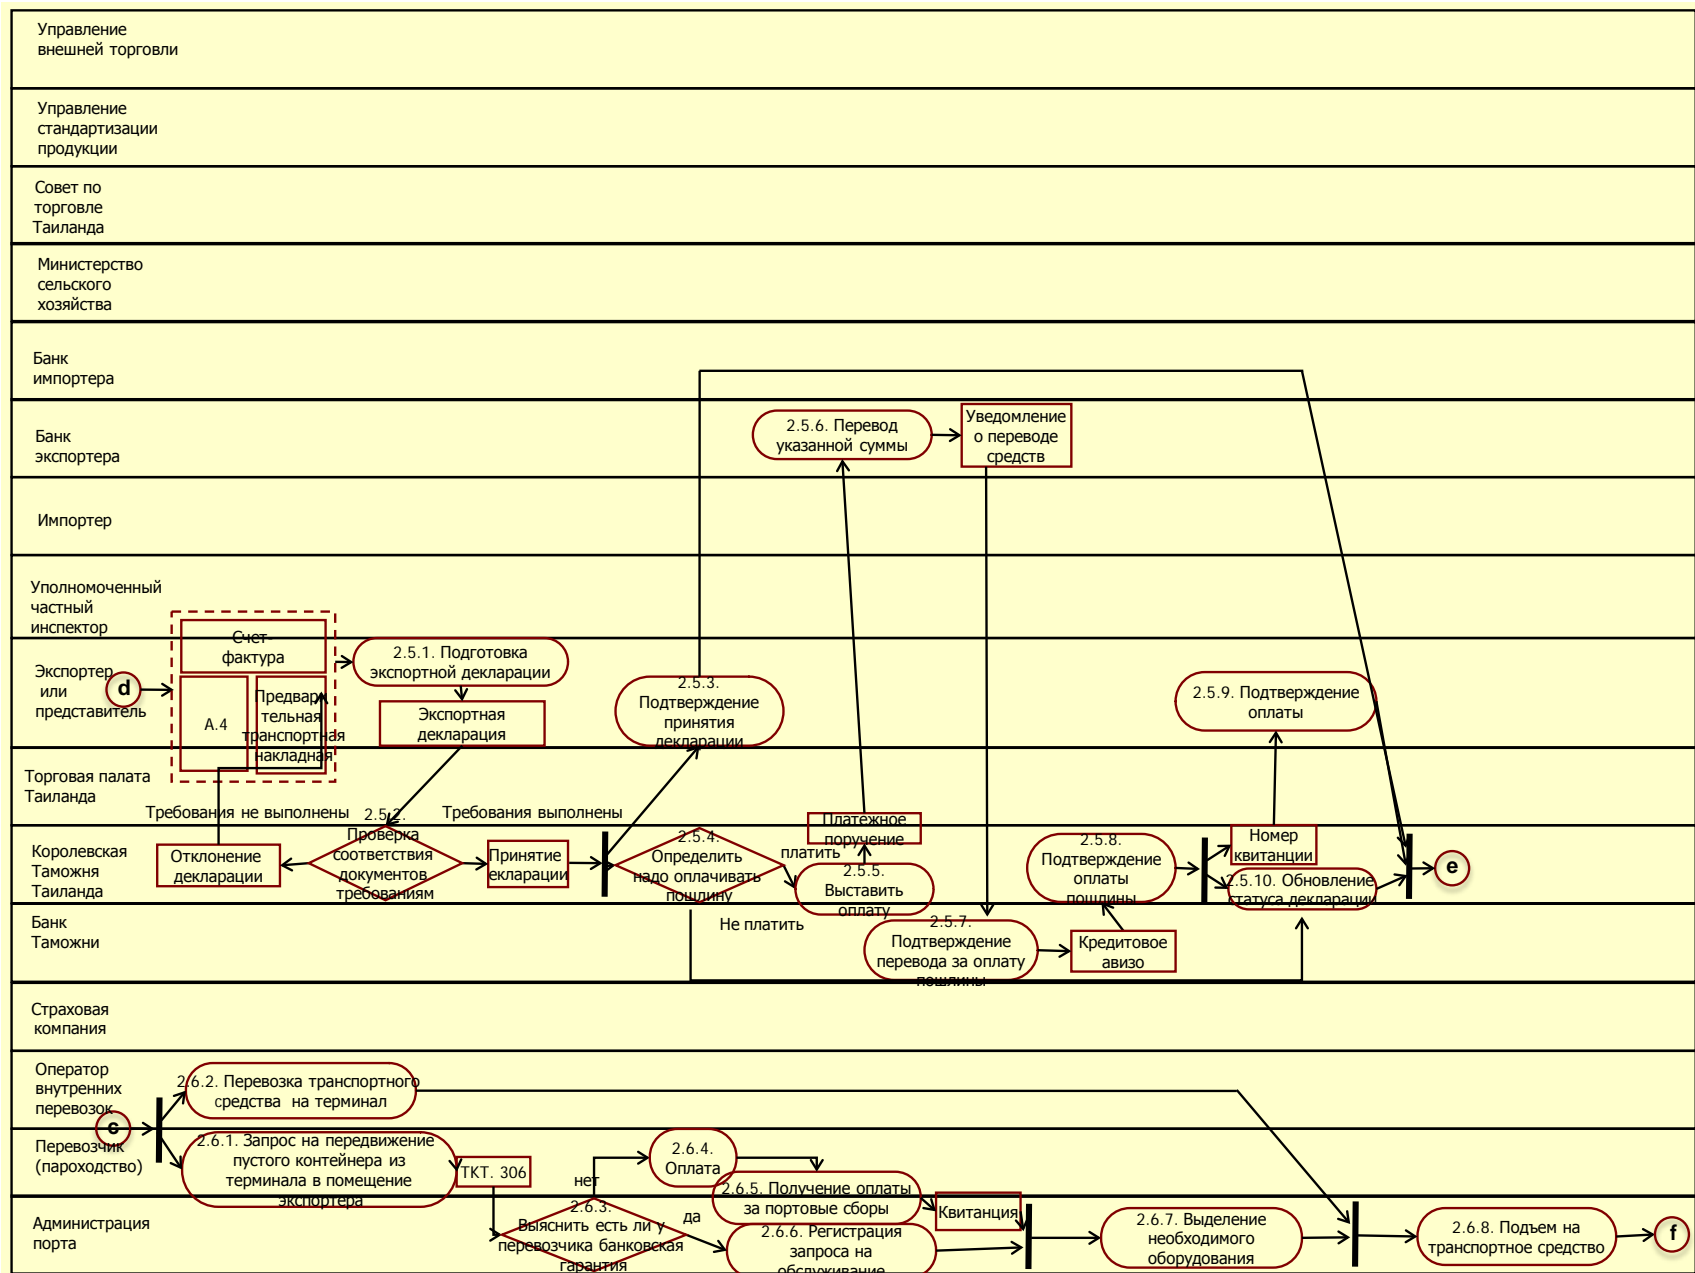 Управление
внешней торговли
Управление
стандартизации
продукции
Совет по
торговле
Таиланда
Министерство
сельского
хозяйства
Банк
импортера
Банк
экспортера
2.5.6. Перевод
указанной суммы
Уведомление
о переводе
средств
Импортер
Уполномоченный
частный
инспектор
Экспортер
или
представитель
d
Счет-
фактура
А.4
Предвари
тельная
транспортная
накладная
2.5.1. Подготовка
экспортной декларации
Экспортная
декларация
2.5.3.
Подтверждение
принятия
декларации
2.5.9. Подтверждение
оплаты
Торговая палата
Таиланда
Требования не выполнены
Требования выполнены
Платежное
поручение
Королевская
Таможня
Таиланда
Отклонение
декларации
2.5.2.
Проверка
соответствия
документов
требованиям
Принятие
екларации
2.5.4.
Определить
надо оплачивать
пошлину
платить
2.5.5.
Выставить
оплату
2.5.8.
Подтверждение
оплаты
пошлины
Номер
квитанции
2.5.10. Обновление
статуса декларации
e
Банк
Таможни
Не платить
2.5.7.
Подтверждение
перевода за оплату
пошлины
Кредитовое
авизо
Страховая
компания
Оператор
внутренних
перевозок
2.6.2. Перевозка транспортного
средства на терминал
c
Перевозчик
(пароходство)
2.6.1. Запрос на передвижение
пустого контейнера из
терминала в помещение
экспортера
ТКТ. 306
2.6.4.
Оплата
нет
2.6.5. Получение оплаты
за портовые сборы
Квитанция
Администрация
порта
2.6.3.
Выяснить есть ли у
перевозчика банковская
гарантия
да
2.6.6. Регистрация
запроса на
обслуживание
2.6.7. Выделение
необходимого
оборудования
2.6.8. Подъем на
транспортное средство
f